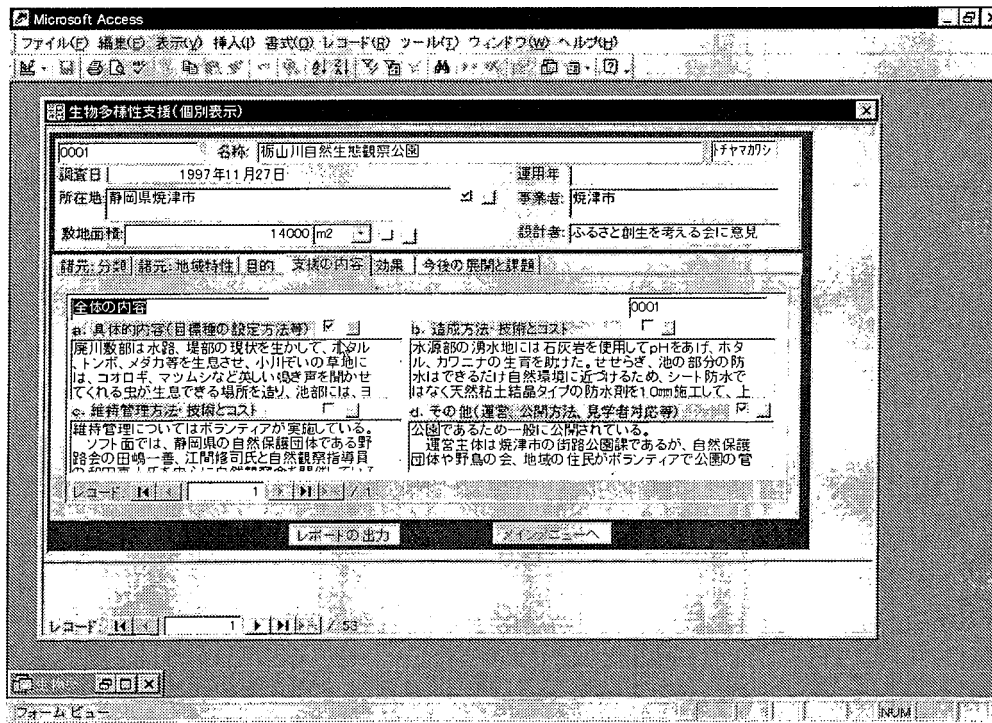 Microsoft Access
ファイル(F) 編集(E) 表示(V) 挿入(I) 書式(O) レコード(R) ツール(T) ウィンドウ(W) ヘルプ(H)
生物多様性支援(個別表示)
0001 名称: 栃山川自然生態観察公園 トチヤマカワシ
調査日 1997年11月27日 運用年
所在地: 静岡県焼津市 事業者: 焼津市
敷地面積: 14000 m2 設計者: ふるさと創生を考える会に意見
諸元:分類 諸元:地域特性 目的 支援の内容 効果 今後の展開と課題
全体の内容 0001
a. 具体的内容(目標種の設定方法等) b. 造成方法・技術とコスト
廃川敷部は水路、堤部の現状を生かして、ホタル 水源部の湧水地には石灰岩を使用してpHをあげ、ホタ
、トンボ、メダカ等を生息させ、小川ぞいの草地に ル、カワニナの生育を助けた。せせらぎ、池の部分の防
は、コオロギ、マツムシなど美しい鳴き声を聞かせ 水はできるだけ自然環境に近づけるため、シート防水で
てくれる虫が生息できる場所を造り、池部には、ヨ はなく天然粘土結晶タイプの防水剤を10mm施工して、上
c. 維持管理方法・技術とコスト d. その他(運営、公開方法、見学者対応等)
維持管理についてはボランティアが実施している。 公園であるため一般に公開されている。
ソフト面では、静岡県の自然保護団体である野 運営主体は焼津市の街路公園課であるが、自然保護
路会の田嶋一善、江間修司氏と自然観察指導員 団体や野鳥の会、地域の住民がボランティアで公園の管
レコード: 1 / 1
レポートの出力 メインメニューへ
レコード: 1 / 53
フォーム ビュー NUM